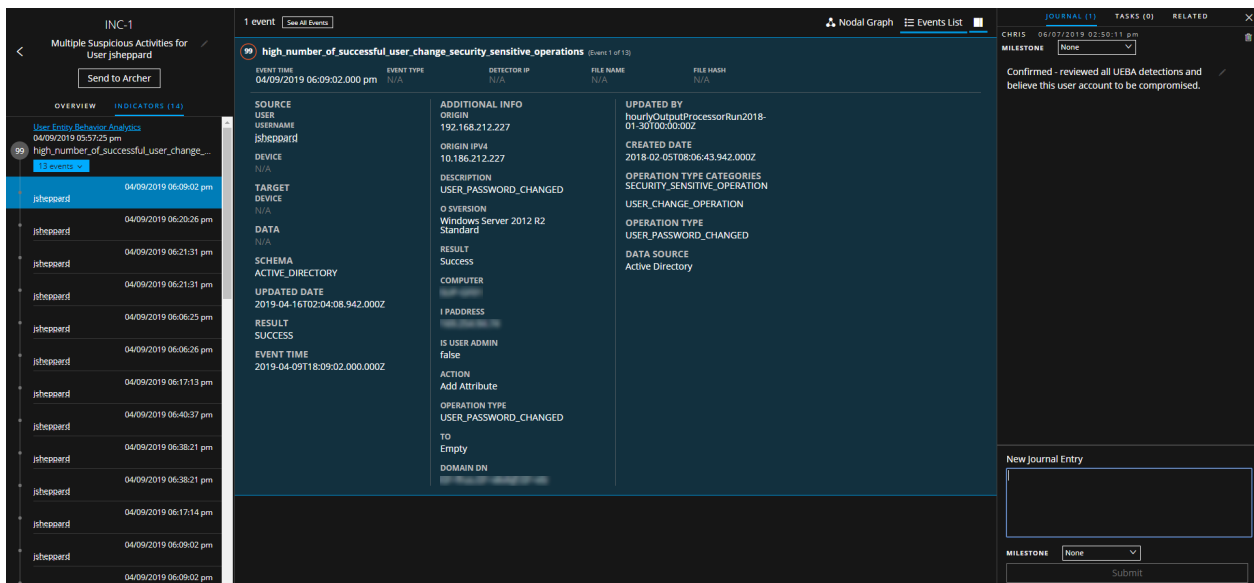 INC-1
Multiple Suspicious Activities for
User jsheppard
Send to Archer
OVERVIEW
INDICATORS (14)
User Entity Behavior Analytics
04/09/2019 05:57:25 pm
99
high_number_of_successful_user_change_...
13 events
04/09/2019 06:09:02 pm
jsheppard
04/09/2019 06:20:26 pm
jsheppard
04/09/2019 06:21:31 pm
jsheppard
04/09/2019 06:21:31 pm
jsheppard
04/09/2019 06:06:25 pm
jsheppard
04/09/2019 06:06:26 pm
jsheppard
04/09/2019 06:17:13 pm
jsheppard
04/09/2019 06:40:37 pm
jsheppard
04/09/2019 06:38:21 pm
jsheppard
04/09/2019 06:38:21 pm
jsheppard
04/09/2019 06:17:14 pm
jsheppard
04/09/2019 06:09:02 pm
jsheppard
04/09/2019 06:09:02 pm
1 event
See All Events
Nodal Graph
Events List
99 high_number_of_successful_user_change_security_sensitive_operations (Event 1 of 13)
EVENT TIME
04/09/2019 06:09:02.000 pm
EVENT TYPE
N/A
DETECTOR IP
N/A
FILE NAME
N/A
FILE HASH
N/A
SOURCE
USER
USERNAME
jsheppard
DEVICE
N/A
TARGET
DEVICE
N/A
DATA
N/A
SCHEMA
ACTIVE_DIRECTORY
UPDATED DATE
2019-04-16T02:04:08.942.000Z
RESULT
SUCCESS
EVENT TIME
2019-04-09T18:09:02.000.000Z
ADDITIONAL INFO
ORIGIN
192.168.212.227
ORIGIN IPV4
10.186.212.227
DESCRIPTION
USER_PASSWORD_CHANGED
O SVERSION
Windows Server 2012 R2
Standard
RESULT
Success
COMPUTER
I PADDRESS
IS USER ADMIN
false
ACTION
Add Attribute
OPERATION TYPE
USER_PASSWORD_CHANGED
TO
Empty
DOMAIN DN
UPDATED BY
hourlyOutputProcessorRun2018-
01-30T00:00:00Z
CREATED DATE
2018-02-05T08:06:43.942.000Z
OPERATION TYPE CATEGORIES
SECURITY_SENSITIVE_OPERATION
USER_CHANGE_OPERATION
OPERATION TYPE
USER_PASSWORD_CHANGED
DATA SOURCE
Active Directory
JOURNAL (1)
TASKS (0)
RELATED
CHRIS 06/07/2019 02:50:11 pm
MILESTONE None
Confirmed - reviewed all UEBA detections and
believe this user account to be compromised.
New Journal Entry
MILESTONE None
Submit